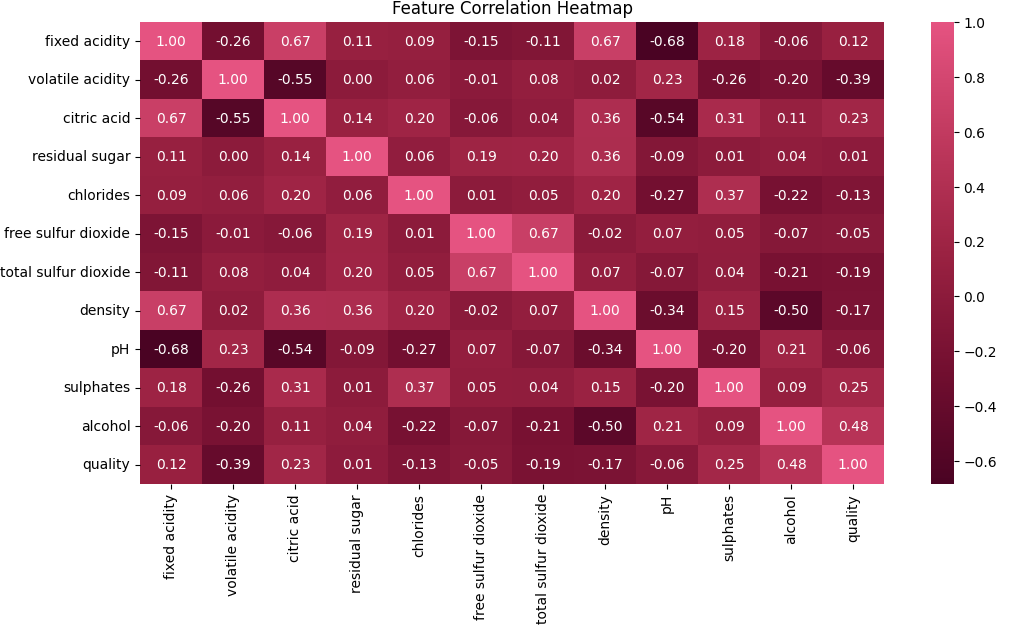 Feature Correlation Heatmap
fixed acidity 1.00 -0.26 0.67 0.11 0.09 -0.15 -0.11 0.67 -0.68 0.18 -0.06 0.12
volatile acidity -0.26 1.00 -0.55 0.00 0.06 -0.01 0.08 0.02 0.23 -0.26 -0.20 -0.39
citric acid 0.67 -0.55 1.00 0.14 0.20 -0.06 0.04 0.36 -0.54 0.31 0.11 0.23
residual sugar 0.11 0.00 0.14 1.00 0.06 0.19 0.20 0.36 -0.09 0.01 0.04 0.01
chlorides 0.09 0.06 0.20 0.06 1.00 0.01 0.05 0.20 -0.27 0.37 -0.22 -0.13
free sulfur dioxide -0.15 -0.01 -0.06 0.19 0.01 1.00 0.67 -0.02 0.07 0.05 -0.07 -0.05
total sulfur dioxide -0.11 0.08 0.04 0.20 0.05 0.67 1.00 0.07 -0.07 0.04 -0.21 -0.19
density 0.67 0.02 0.36 0.36 0.20 -0.02 0.07 1.00 -0.34 0.15 -0.50 -0.17
pH -0.68 0.23 -0.54 -0.09 -0.27 0.07 -0.07 -0.34 1.00 -0.20 0.21 -0.06
sulphates 0.18 -0.26 0.31 0.01 0.37 0.05 0.04 0.15 -0.20 1.00 0.09 0.25
alcohol -0.06 -0.20 0.11 0.04 -0.22 -0.07 -0.21 -0.50 0.21 0.09 1.00 0.48
quality 0.12 -0.39 0.23 0.01 -0.13 -0.05 -0.19 -0.17 -0.06 0.25 0.48 1.00
fixed acidity
volatile acidity
citric acid
residual sugar
chlorides
free sulfur dioxide
total sulfur dioxide
density
pH
sulphates
alcohol
quality
1.0
0.8
0.6
0.4
0.2
0.0
−0.2
−0.4
−0.6